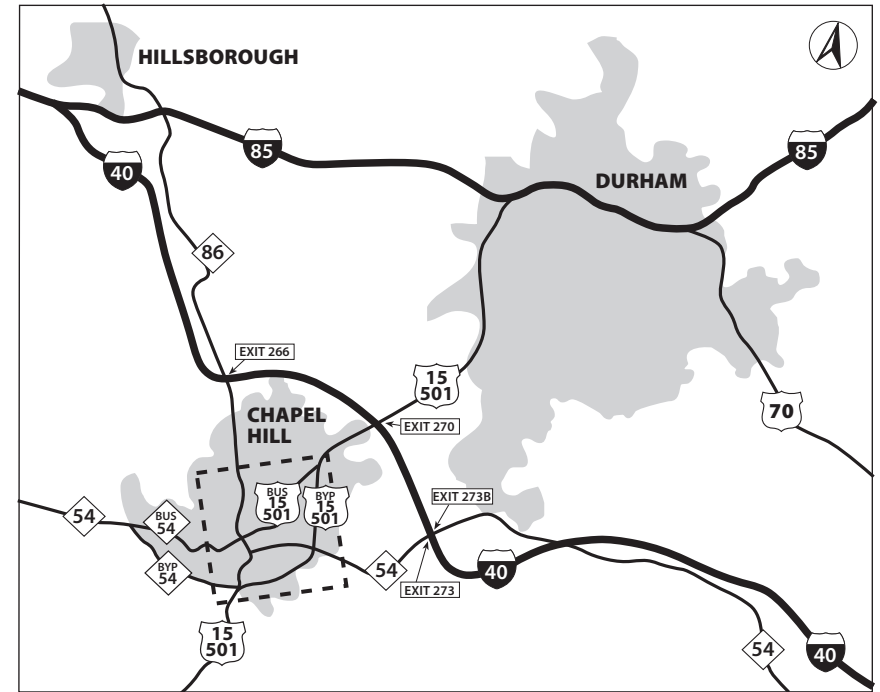 HILLSBOROUGH
85
40
DURHAM
85
86
EXIT 266
15
501
CHAPEL
HILL
EXIT 270
70
BUS
15
501
BYP
15
501
EXIT 273B
54
BUS
54
BYP
54
54
40
EXIT 273
15
501
54
40